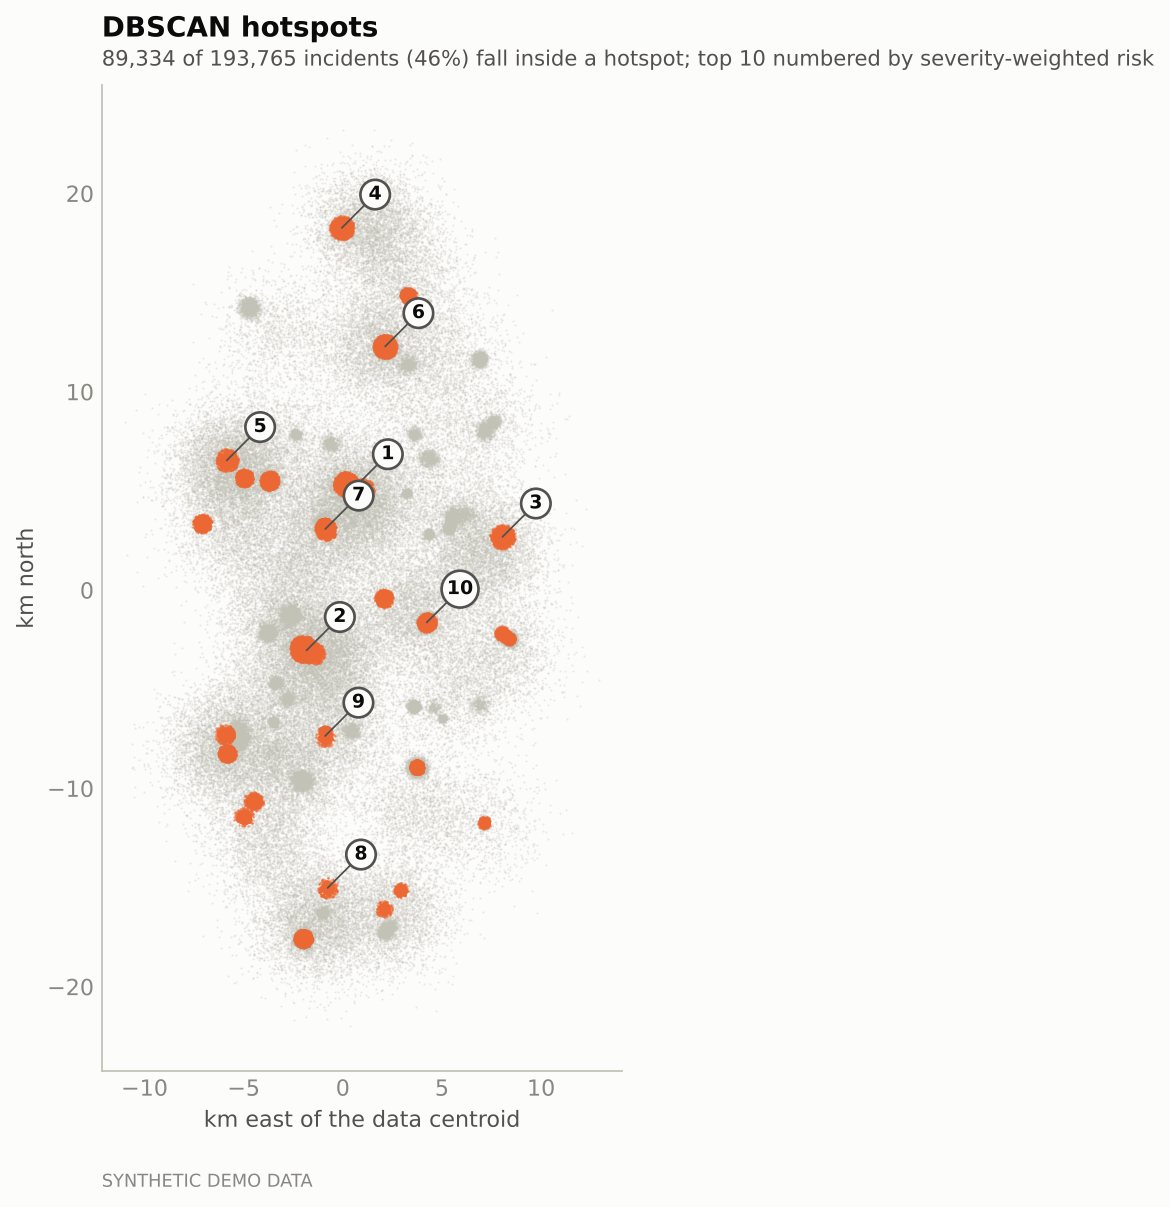 DBSCAN hotspots
89,334 of 193,765 incidents (46%) fall inside a hotspot; top 10 numbered by severity-weighted risk
20
4
6
10
5
1
7
3
km north
0
10
2
9
−10
8
−20
−10 −5 0 5 10
km east of the data centroid
SYNTHETIC DEMO DATA